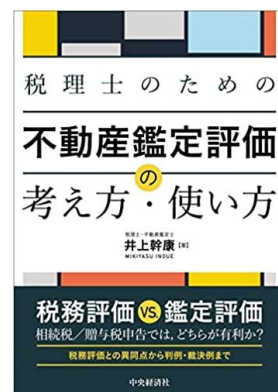 税理士のための
不動産鑑定評価
の
考え方・使い方
税理士・不動産鑑定士
井上幹康【著】
MIKIYASU INOUE
税務評価VS.鑑定評価
相続税／贈与税申告では、どちらが有利か?
税務評価との異同点から判例・裁決例まで
中央経済社